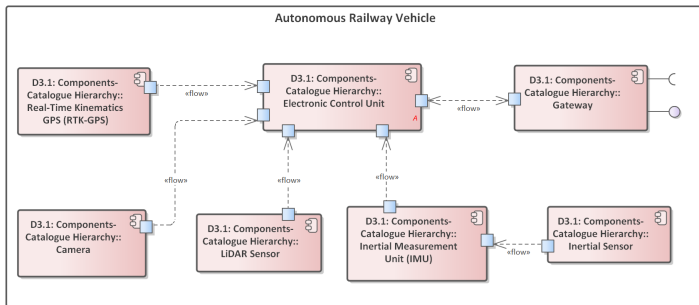 Autonomous Railway Vehicle
D3.1: Components-
Catalogue Hierarchy::
Real-Time Kinematics
GPS (RTK-GPS)
«flow»
D3.1: Components-
Catalogue Hierarchy::
Electronic Control Unit
A
«flow»
D3.1: Components-
Catalogue Hierarchy::
Gateway
«flow»
«flow»
«flow»
D3.1: Components-
Catalogue Hierarchy::
Camera
D3.1: Components-
Catalogue Hierarchy::
LiDAR Sensor
D3.1: Components-
Catalogue Hierarchy::
Inertial Measurement
Unit (IMU)
«flow»
D3.1: Components-
Catalogue Hierarchy::
Inertial Sensor